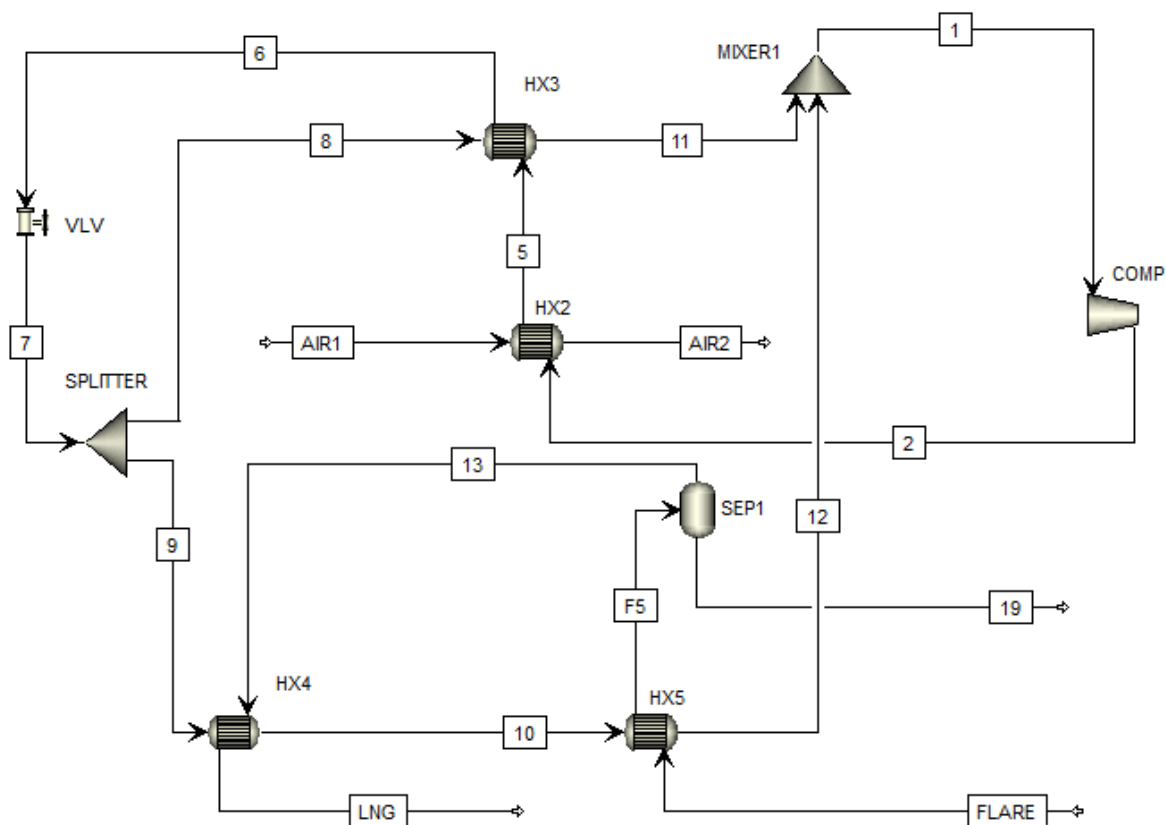 1
6
MIXER1
HX3
8
11
VLV
5
COMP
HX2
7
AIR1
AIR2
SPLITTER
2
13
SEP1
12
9
F5
19
HX4
HX5
10
LNG
FLARE